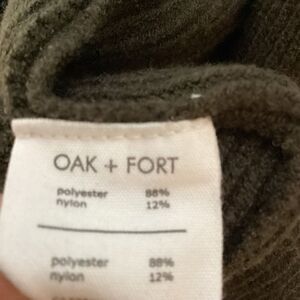 OAK + FORT
polyester 88%
nylon 12%
polyester 88%
nylon 12%